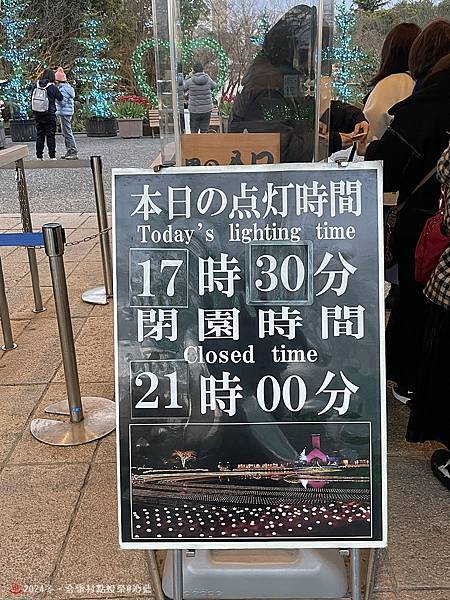 本日の点灯時間
Today's lighting time
17時30分
閉園時間
Closed time
21時00分